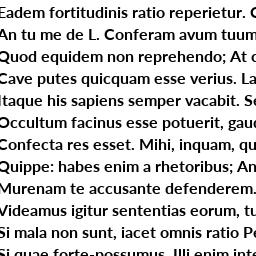 Eadem fortitudinis ratio reperietur. C
An tu me de L. Conferam avum tuum
Quod equidem non reprehendo; At c
Cave putes quicquam esse verius. La
Itaque his sapiens semper vacabit. Se
Occultum facinus esse potuerit, gaud
Confecta res esset. Mihi, inquam, qu
Quippe: habes enim a rhetoribus; An
Murenam te accusante defenderem.
Videamus igitur sententias eorum, tu
Si mala non sunt, iacet omnis ratio Pe
Si quae forte-possumus. Illi enim inte